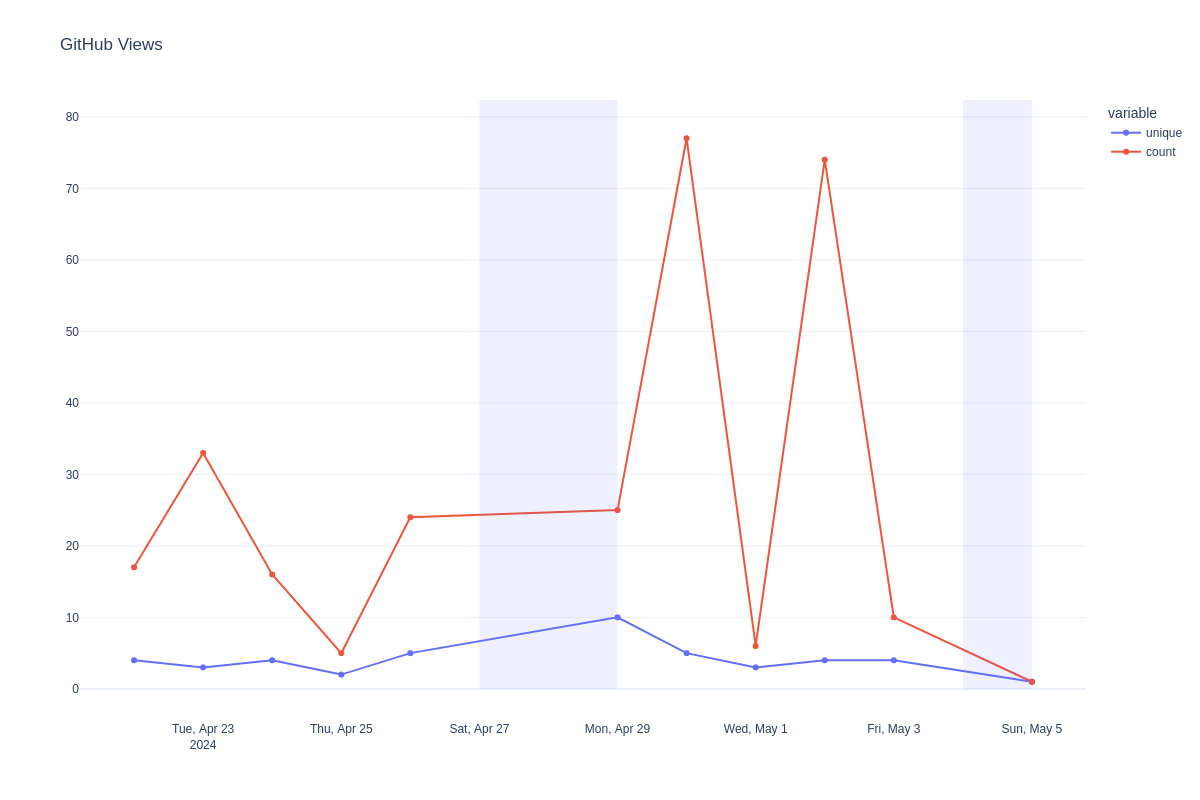 GitHub Views
variable
unique
count
80
70
60
50
40
30
20
10
0
Tue, Apr 23
2024
Thu, Apr 25
Sat, Apr 27
Mon, Apr 29
Wed, May 1
Fri, May 3
Sun, May 5